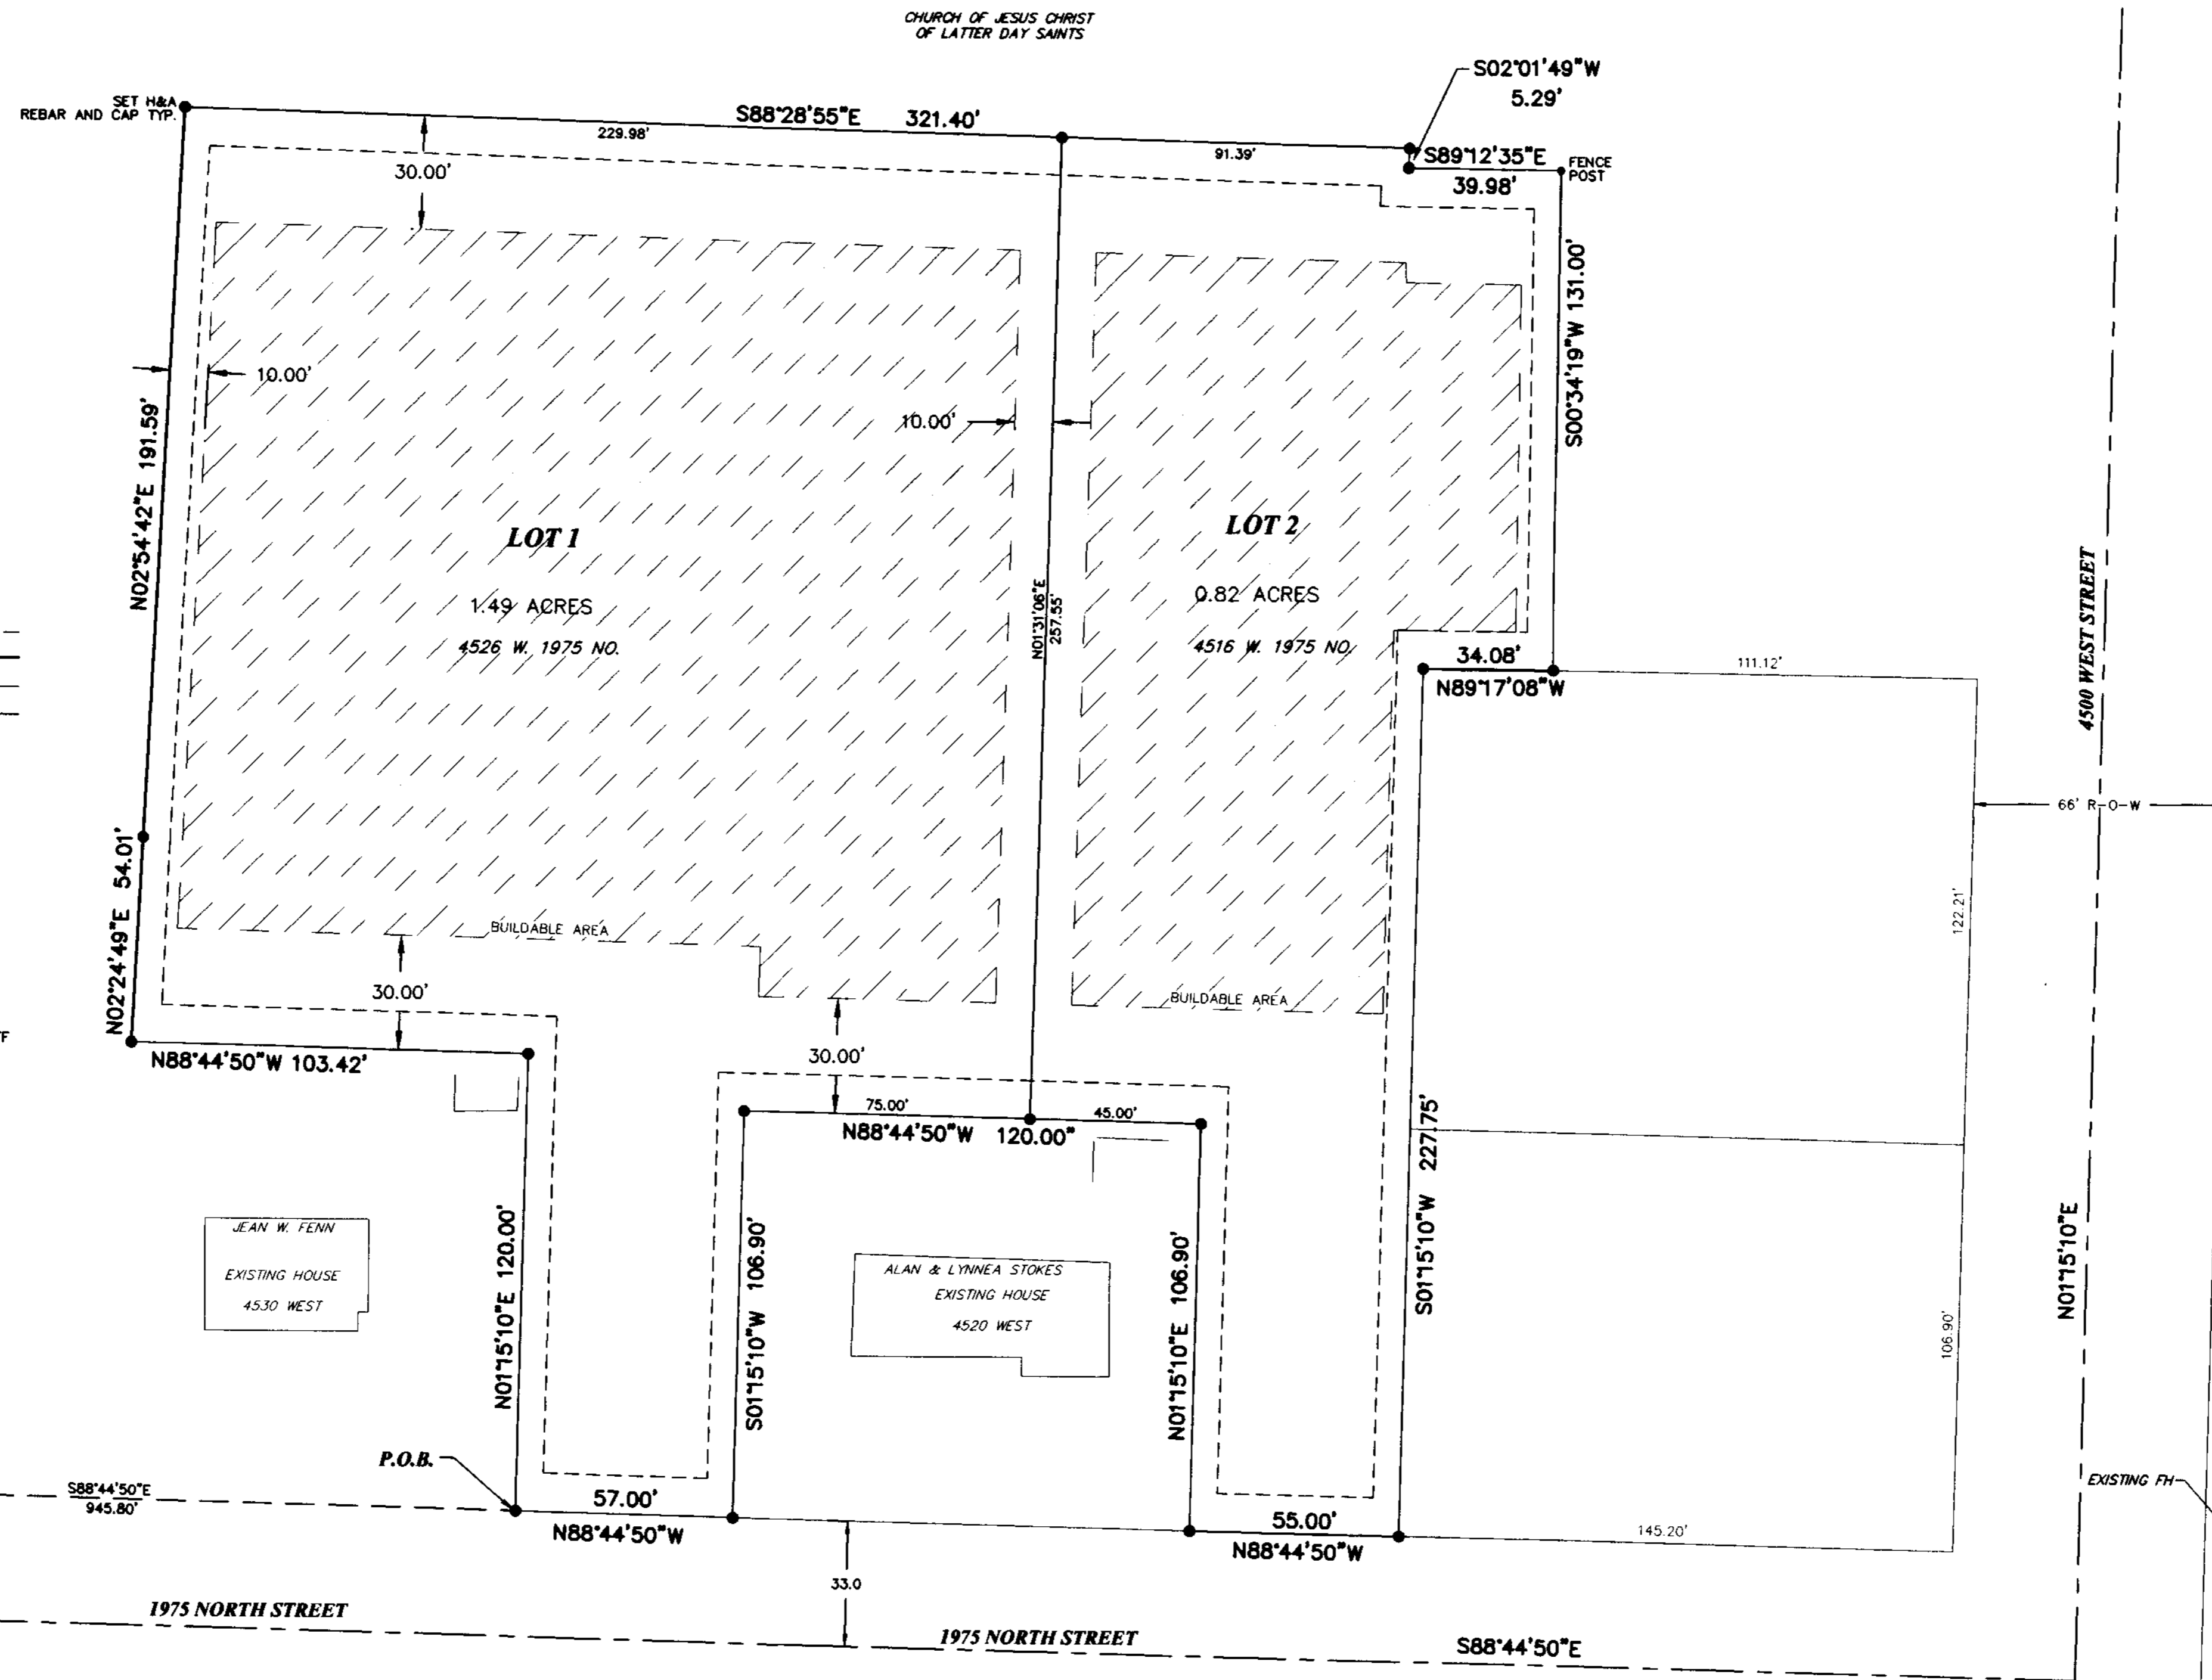 CHURCH OF JESUS CHRIST
OF LATTER DAY SAINTS
S02°01'49"W
5.29'
SET H&A
REBAR AND CAP TYP.
S88°28'55"E 321.40'
229.98'
91.39'
S89°12'35"E
39.98'
FENCE
POST
30.00'
S00°34'19"W 131.00'
10.00'
10.00'
N02°54'42"E 191.59'
LOT 1
1.49 ACRES
4526 W. 1975 NO.
N01°31'06"E
257.55'
LOT 2
0.82 ACRES
4516 W. 1975 NO.
34.08'
N89°17'08"W
111.12'
4500 WEST STREET
66' R-O-W
122.21'
N02°24'49"E 54.01'
BUILDABLE AREA
30.00'
BUILDABLE AREA
N88°44'50"W 103.42'
30.00'
75.00'
45.00'
N88°44'50"W 120.00"
S01°15'10"W 227.75'
JEAN W. FENN
EXISTING HOUSE
4530 WEST
N01°15'10"E 120.00'
S01°15'10"W 106.90'
ALAN & LYNNEA STOKES
EXISTING HOUSE
4520 WEST
N01°15'10"E 106.90'
106.90'
N01°15'10"E
P.O.B.
S88°44'50"E
945.80'
57.00'
N88°44'50"W
55.00'
N88°44'50"W
145.20'
EXISTING FH
33.0
1975 NORTH STREET
1975 NORTH STREET
S88°44'50"E